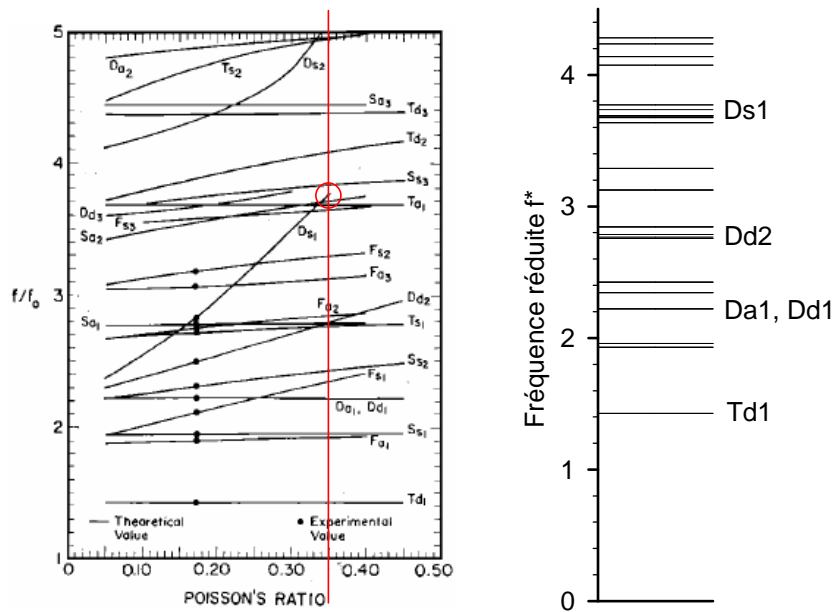 5
4
3
2
1
f/f₀
0
0.10
0.20
0.30
0.40
0.50
POISSON'S RATIO
Da₂
Ts₂
Ds₂
Sa₃
Td₃
Td₂
Ss₃
Ta₁
Dd₃
Fs₃
Sa₂
Ds₁
Fs₂
Fa₃
Dd₂
Fa₂
Sa₁
Ts₁
Ss₂
Fs₁
Da₁, Dd₁
Ss₁
Fa₁
Td₁
— Theoretical
Value
• Experimental
Value
Fréquence réduite f*
4
3
2
1
0
Ds1
Dd2
Da1, Dd1
Td1